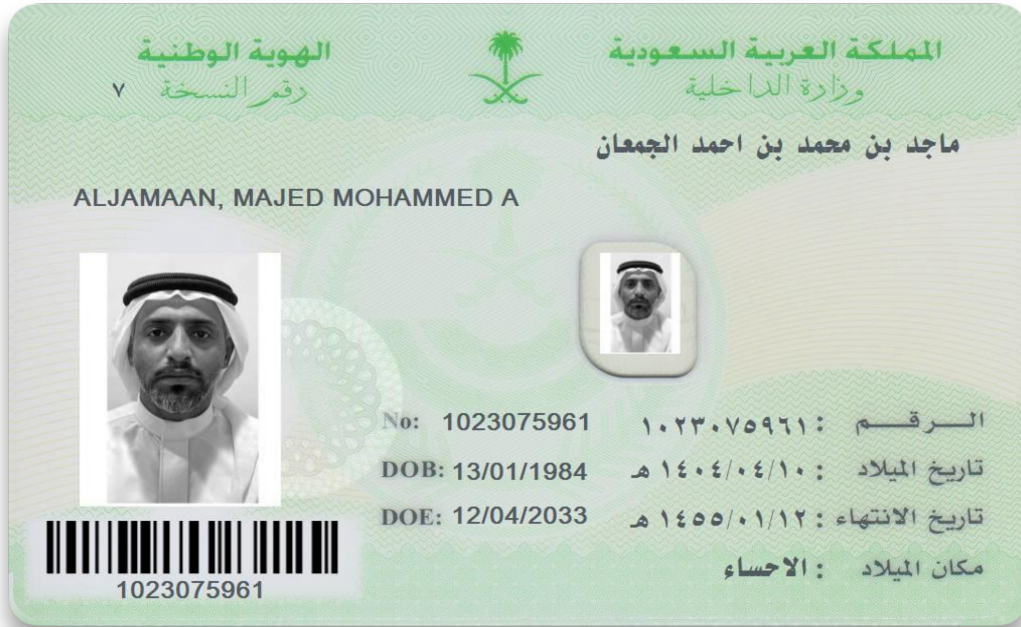 المملكة العربية السعودية
وزارة الداخلية
الهوية الوطنية
رقم النسخة ٧
ماجد بن محمد بن احمد الجمعان
ALJAMAAN, MAJED MOHAMMED A
الـــرقـــم : ١٠٢٣٠٧٥٩٦١
No: 1023075961
تاريخ الميلاد : ١٤٠٤/٠٤/١٠ هـ
DOB: 13/01/1984
تاريخ الانتهاء : ١٤٥٥/٠١/١٢ هـ
DOE: 12/04/2033
مكان الميلاد : الاحساء
1023075961